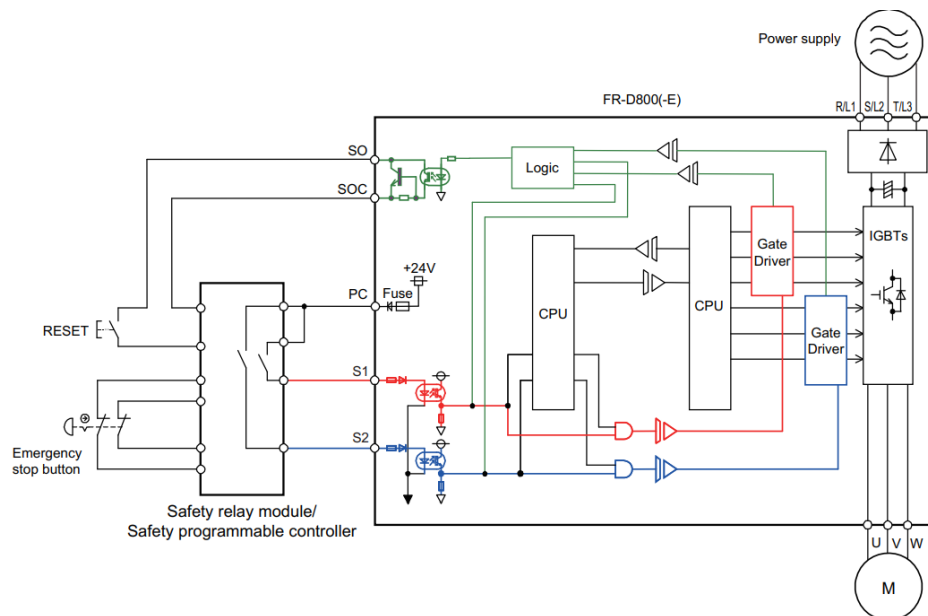 Power supply
FR-D800(-E)
R/L1 S/L2 T/L3
SO
SOC
Logic
+24V
PC
Fuse
RESET
CPU
CPU
Gate
Driver
IGBTs
Gate
Driver
S1
S2
Emergency
stop button
Safety relay module/
Safety programmable controller
U V W
M